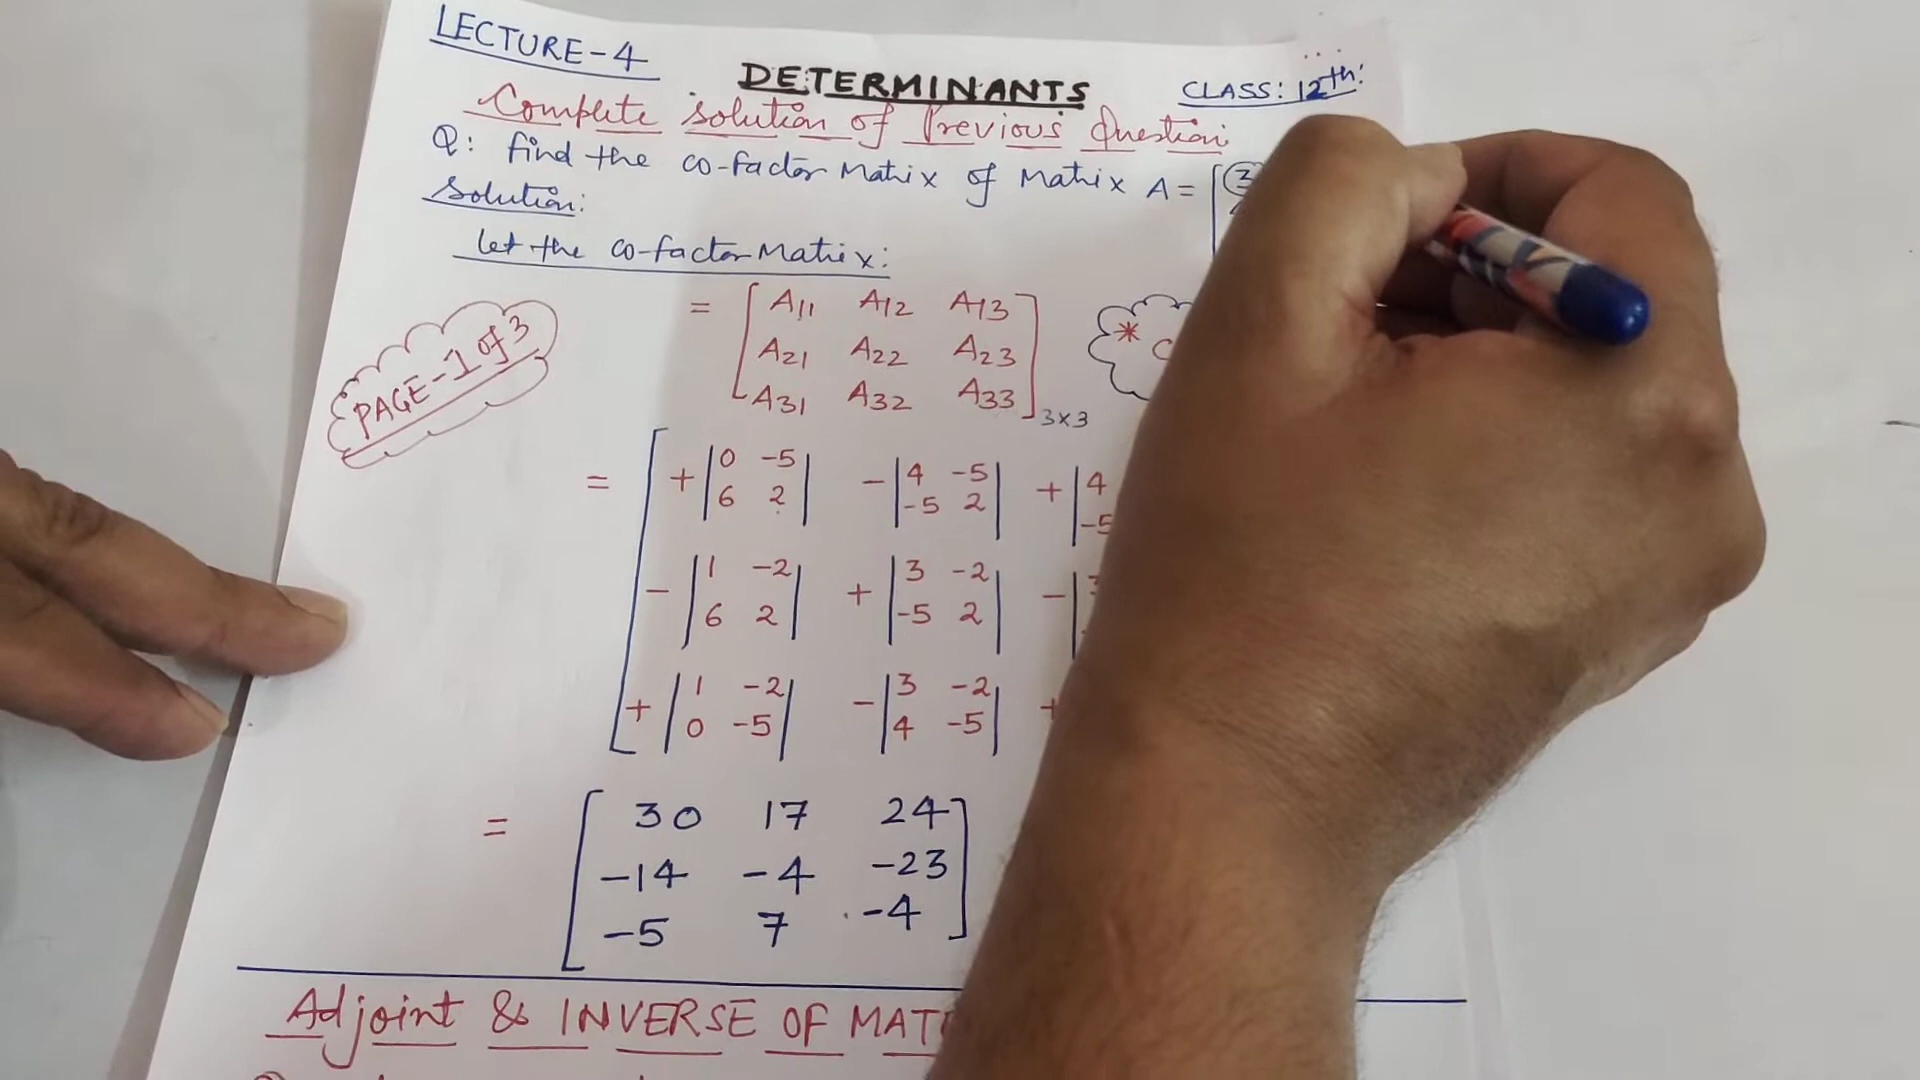 LECTURE-4
DETERMINANTS
CLASS: 12th:
Complete solution of Previous Question
Q: find the co-factor Matrix of Matrix A = [3
Solution:
let the co-factor Matrix:
PAGE-1 of 3
= [A11 A12 A13
A21 A22 A23
A31 A32 A33]3x3
*
= [+|0 -5| -|4 -5| +|4
|6 2| |-5 2| |-5
-|1 -2| +|3 -2| -|
|6 2| |-5 2|
+|1 -2| -|3 -2| +
|0 -5| |4 -5|
= [30 17 24
-14 -4 -23
-5 7 -4]
Adjoint & INVERSE OF